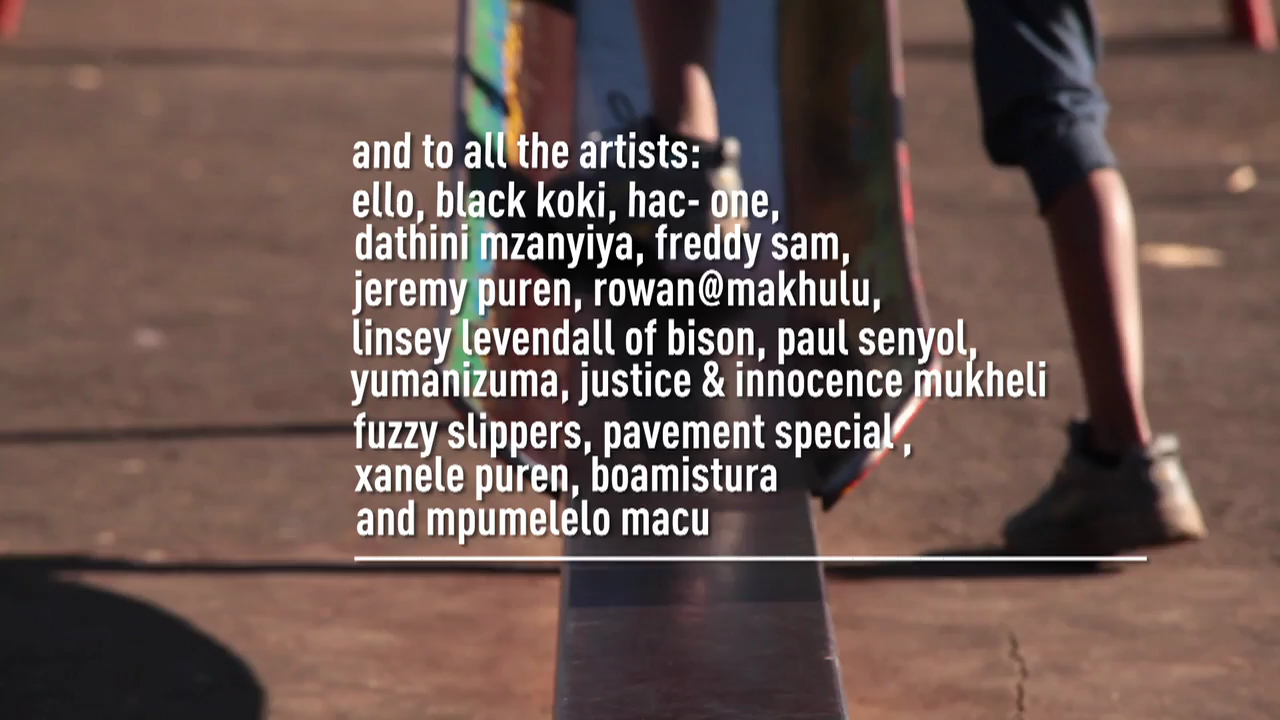 and to all the artists:
ello, black koki, hac- one,
dathini mzanyiya, freddy sam,
jeremy puren, rowan@makhulu,
linsey levendall of bison, paul senyol,
yumanizuma, justice & innocence mukheli
fuzzy slippers, pavement special ,
xanele puren, boamistura
and mpumelelo macu